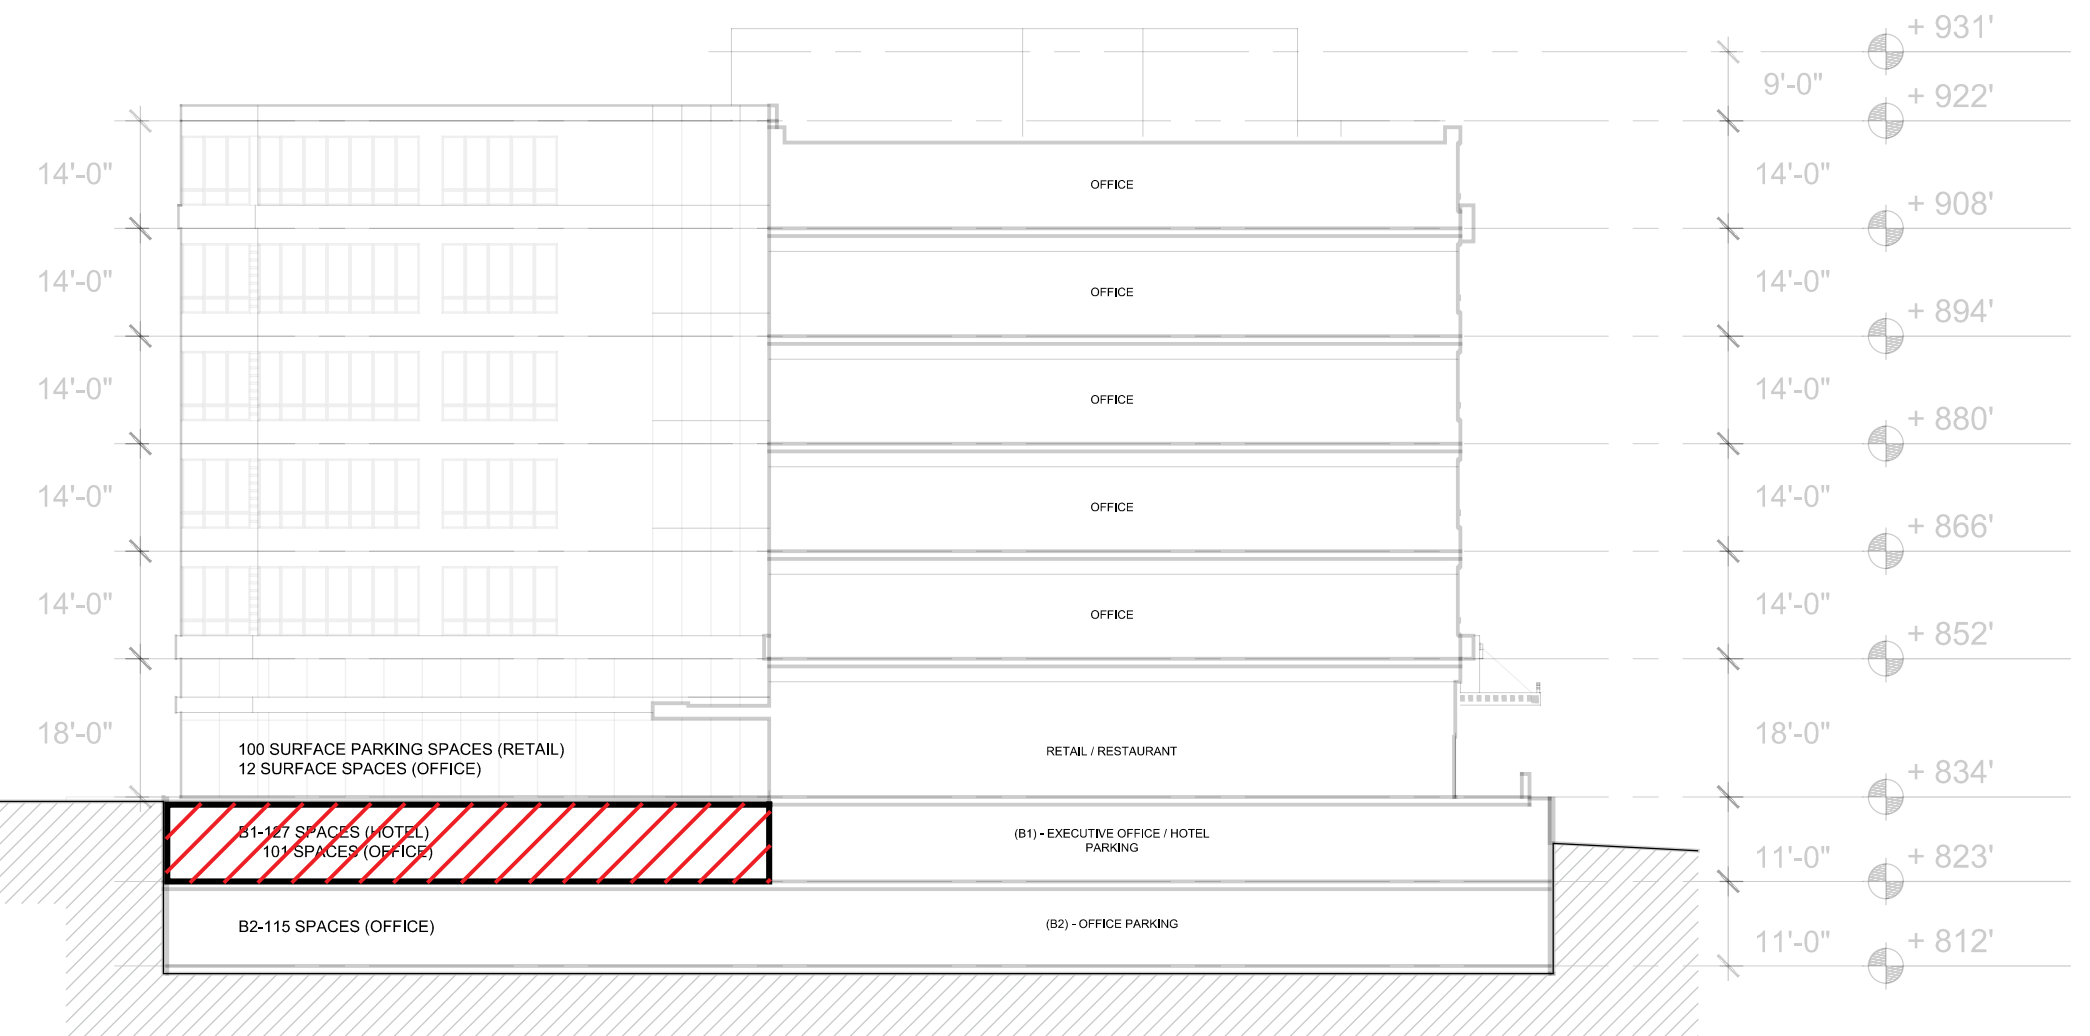 + 931'
9'-0"
+ 922'
14'-0"
OFFICE
14'-0"
+ 908'
14'-0"
OFFICE
14'-0"
+ 894'
14'-0"
OFFICE
14'-0"
+ 880'
14'-0"
OFFICE
14'-0"
+ 866'
14'-0"
OFFICE
14'-0"
+ 852'
18'-0"
100 SURFACE PARKING SPACES (RETAIL)
12 SURFACE SPACES (OFFICE)
RETAIL / RESTAURANT
18'-0"
+ 834'
B1-127 SPACES (HOTEL)
101 SPACES (OFFICE)
(B1) - EXECUTIVE OFFICE / HOTEL
PARKING
11'-0"
+ 823'
B2-115 SPACES (OFFICE)
(B2) - OFFICE PARKING
11'-0"
+ 812'